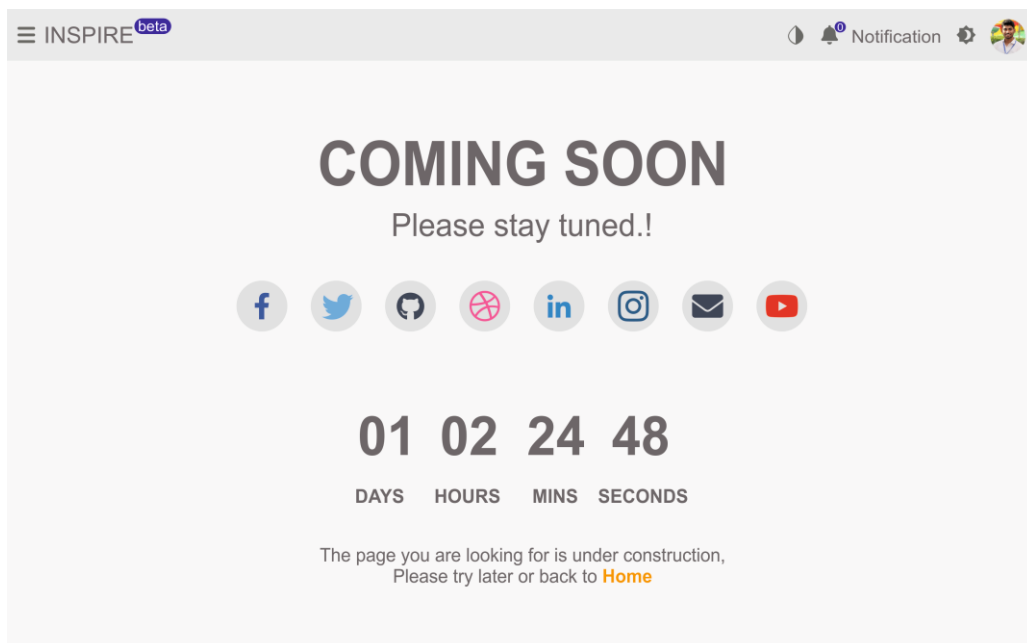 INSPIRE beta
0 Notification
COMING SOON
Please stay tuned.!
01 02 24 48
DAYS HOURS MINS SECONDS
The page you are looking for is under construction,
Please try later or back to Home